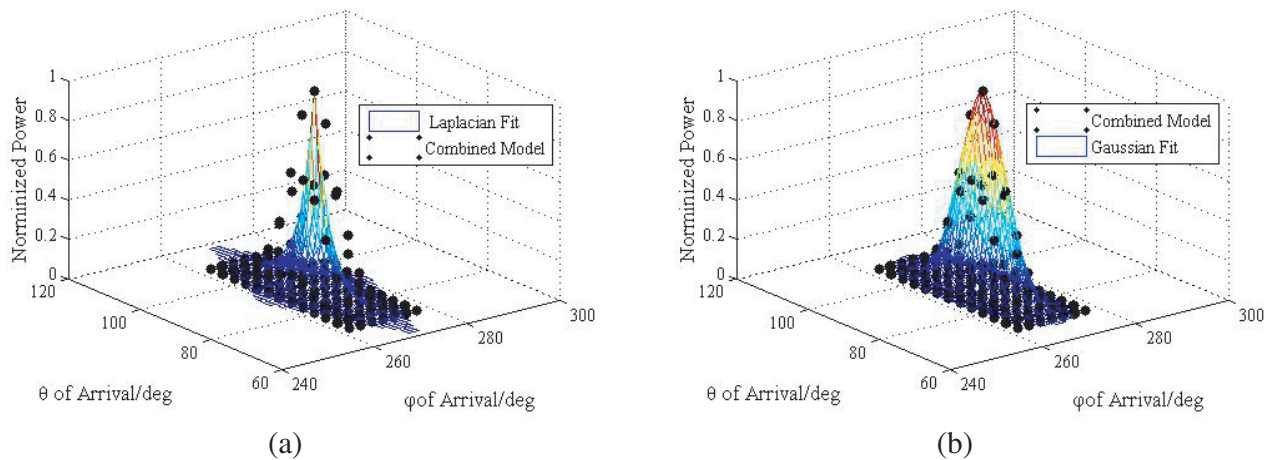 1
0.8
0.6
0.4
0.2
0
Norminized Power
Laplacian Fit
Combined Model
120
100
80
60
240
260
280
300
θ of Arrival/deg
φof Arrival/deg
(a)
1
0.8
0.6
0.4
0.2
0
Norminized Power
Combined Model
Gaussian Fit
120
100
80
60
240
260
280
300
θ of Arrival/deg
φof Arrival/deg
(b)